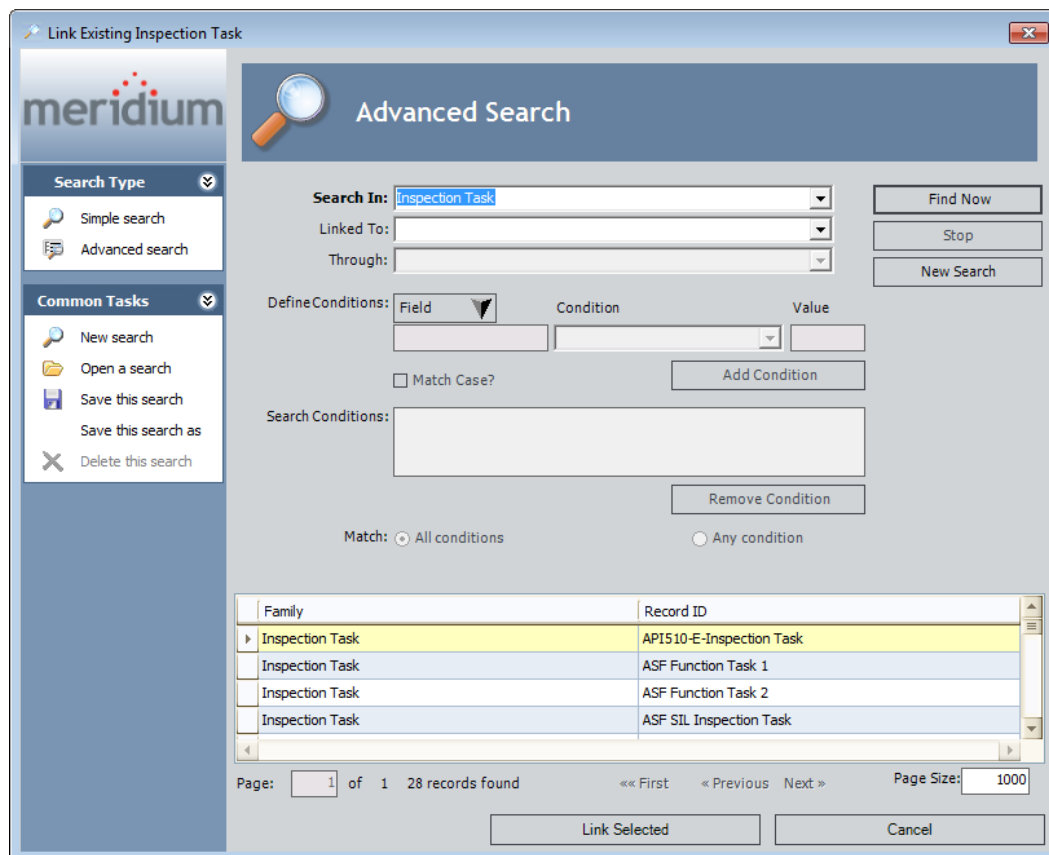 Link Existing Inspection Task
meridium
Advanced Search
Search Type
Simple search
Advanced search
Common Tasks
New search
Open a search
Save this search
Save this search as
Delete this search
Search In: Inspection Task
Linked To:
Through:
Find Now
Stop
New Search
Define Conditions: Field Condition Value
Match Case? Add Condition
Search Conditions:
Remove Condition
Match: All conditions Any condition
Family Record ID
Inspection Task API510-E-Inspection Task
Inspection Task ASF Function Task 1
Inspection Task ASF Function Task 2
Inspection Task ASF SIL Inspection Task
Page: 1 of 1 28 records found «« First « Previous Next » Page Size: 1000
Link Selected Cancel